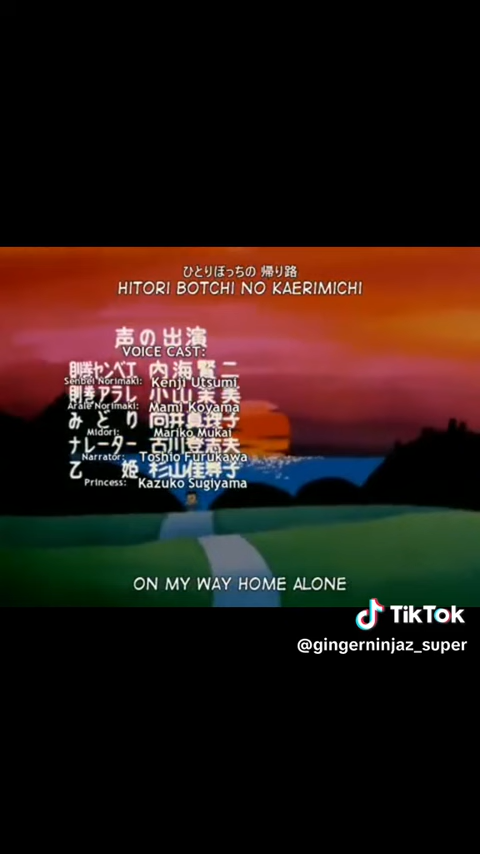 ひとりぼっちの 帰り路
HITORI BOTCHI NO KAERIMICHI
声の出演
VOICE CAST:
則巻センベエ 内海賢二
Senbei Norimaki: Kenji Utsumi
則巻アラレ 小山茉美
Arale Norimaki: Mami Koyama
みどり 向井真理子
Midori: Mariko Mukai
ナレーター 古川登志夫
Narrator: Toshio Furukawa
乙姫 杉山佳寿子
Princess: Kazuko Sugiyama
ON MY WAY HOME ALONE
TikTok
@gingerninjaz_super